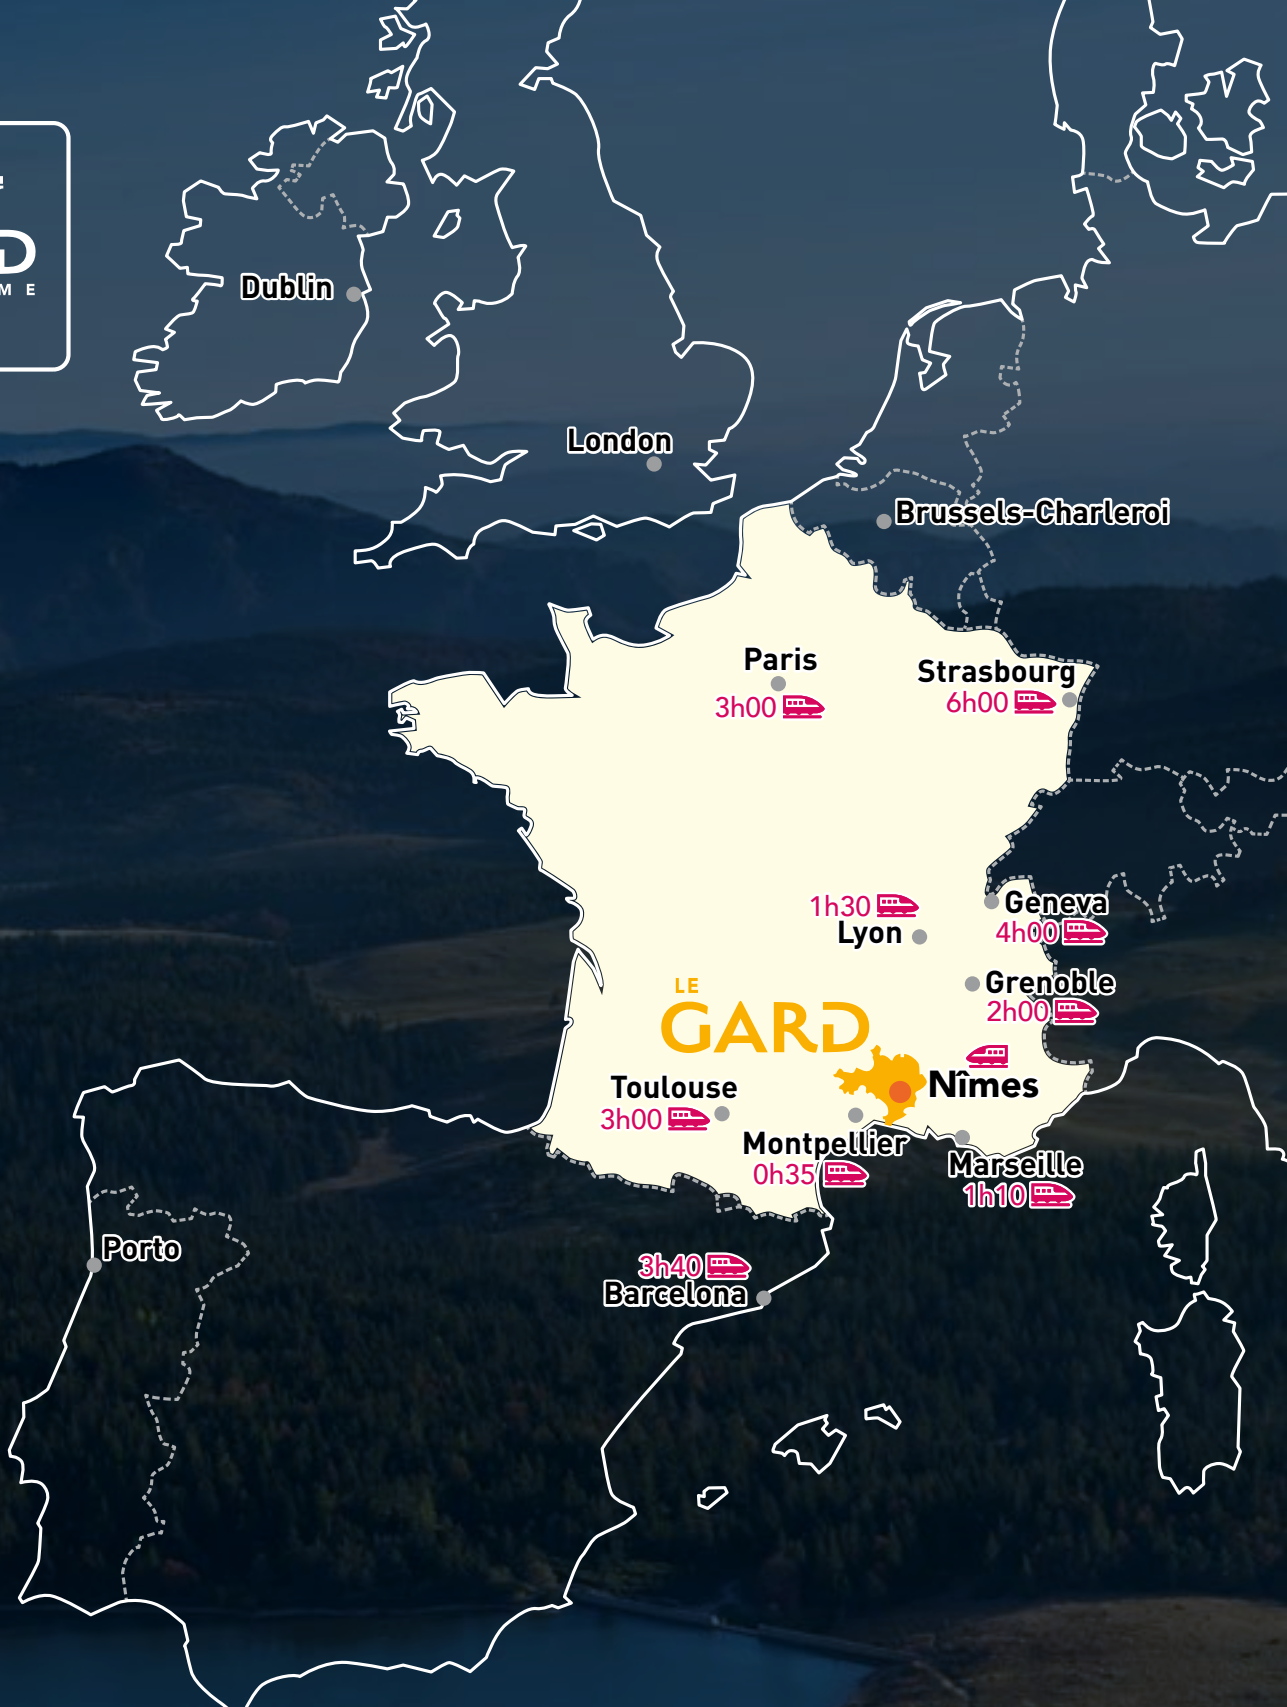 D
M E
Dublin
London
Brussels-Charleroi
Paris
3h00
Strasbourg
6h00
1h30
Lyon
Geneva
4h00
Grenoble
2h00
LE
GARD
Nîmes
Toulouse
3h00
Montpellier
0h35
Marseille
1h10
Porto
3h40
Barcelona